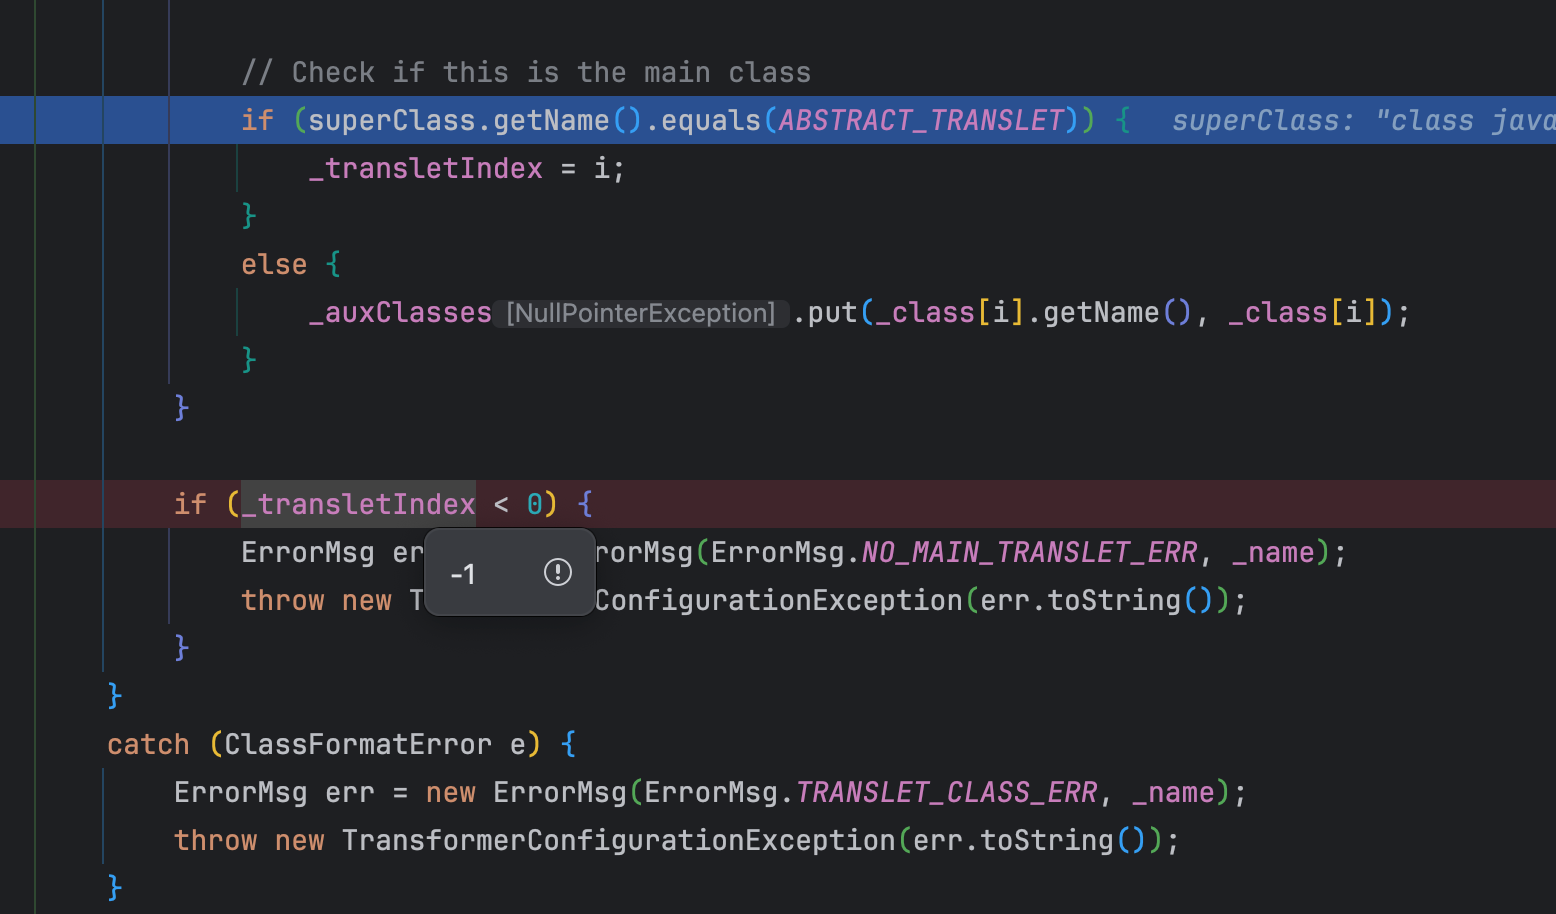 // Check if this is the main class
if (superClass.getName().equals(ABSTRACT_TRANSLET)) { superClass: "class java
_transletIndex = i;
}
else {
_auxClasses [NullPointerException] .put(_class[i].getName(), _class[i]);
}
}
if (_transletIndex < 0) {
ErrorMsg er rorMsg(ErrorMsg.NO_MAIN_TRANSLET_ERR, _name);
-1
throw new T ConfigurationException(err.toString());
}
}
catch (ClassFormatError e) {
ErrorMsg err = new ErrorMsg(ErrorMsg.TRANSLET_CLASS_ERR, _name);
throw new TransformerConfigurationException(err.toString());
}